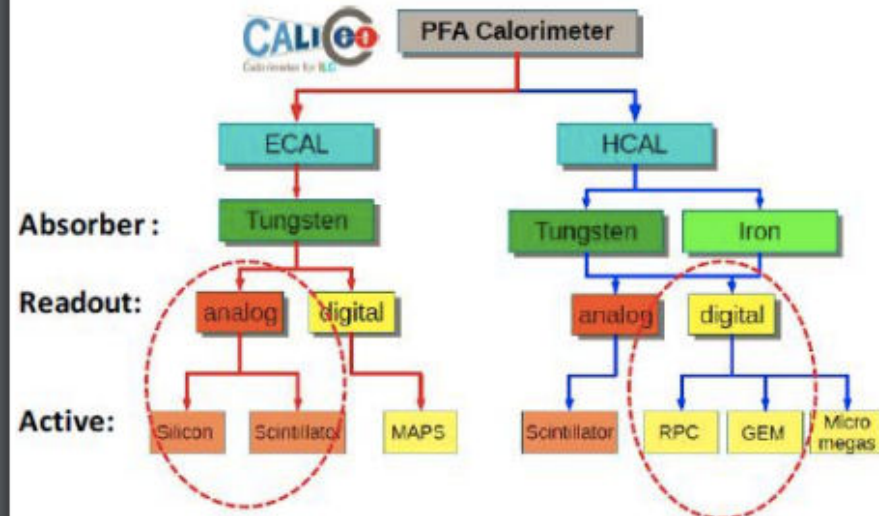 CALICO
Calorimeter for ILC
PFA Calorimeter
ECAL
HCAL
Absorber :
Tungsten
Tungsten
Iron
Readout:
analog
digital
analog
digital
Active:
Silicon
Scintillator
MAPS
Scintillator
RPC
GEM
Micro
megas